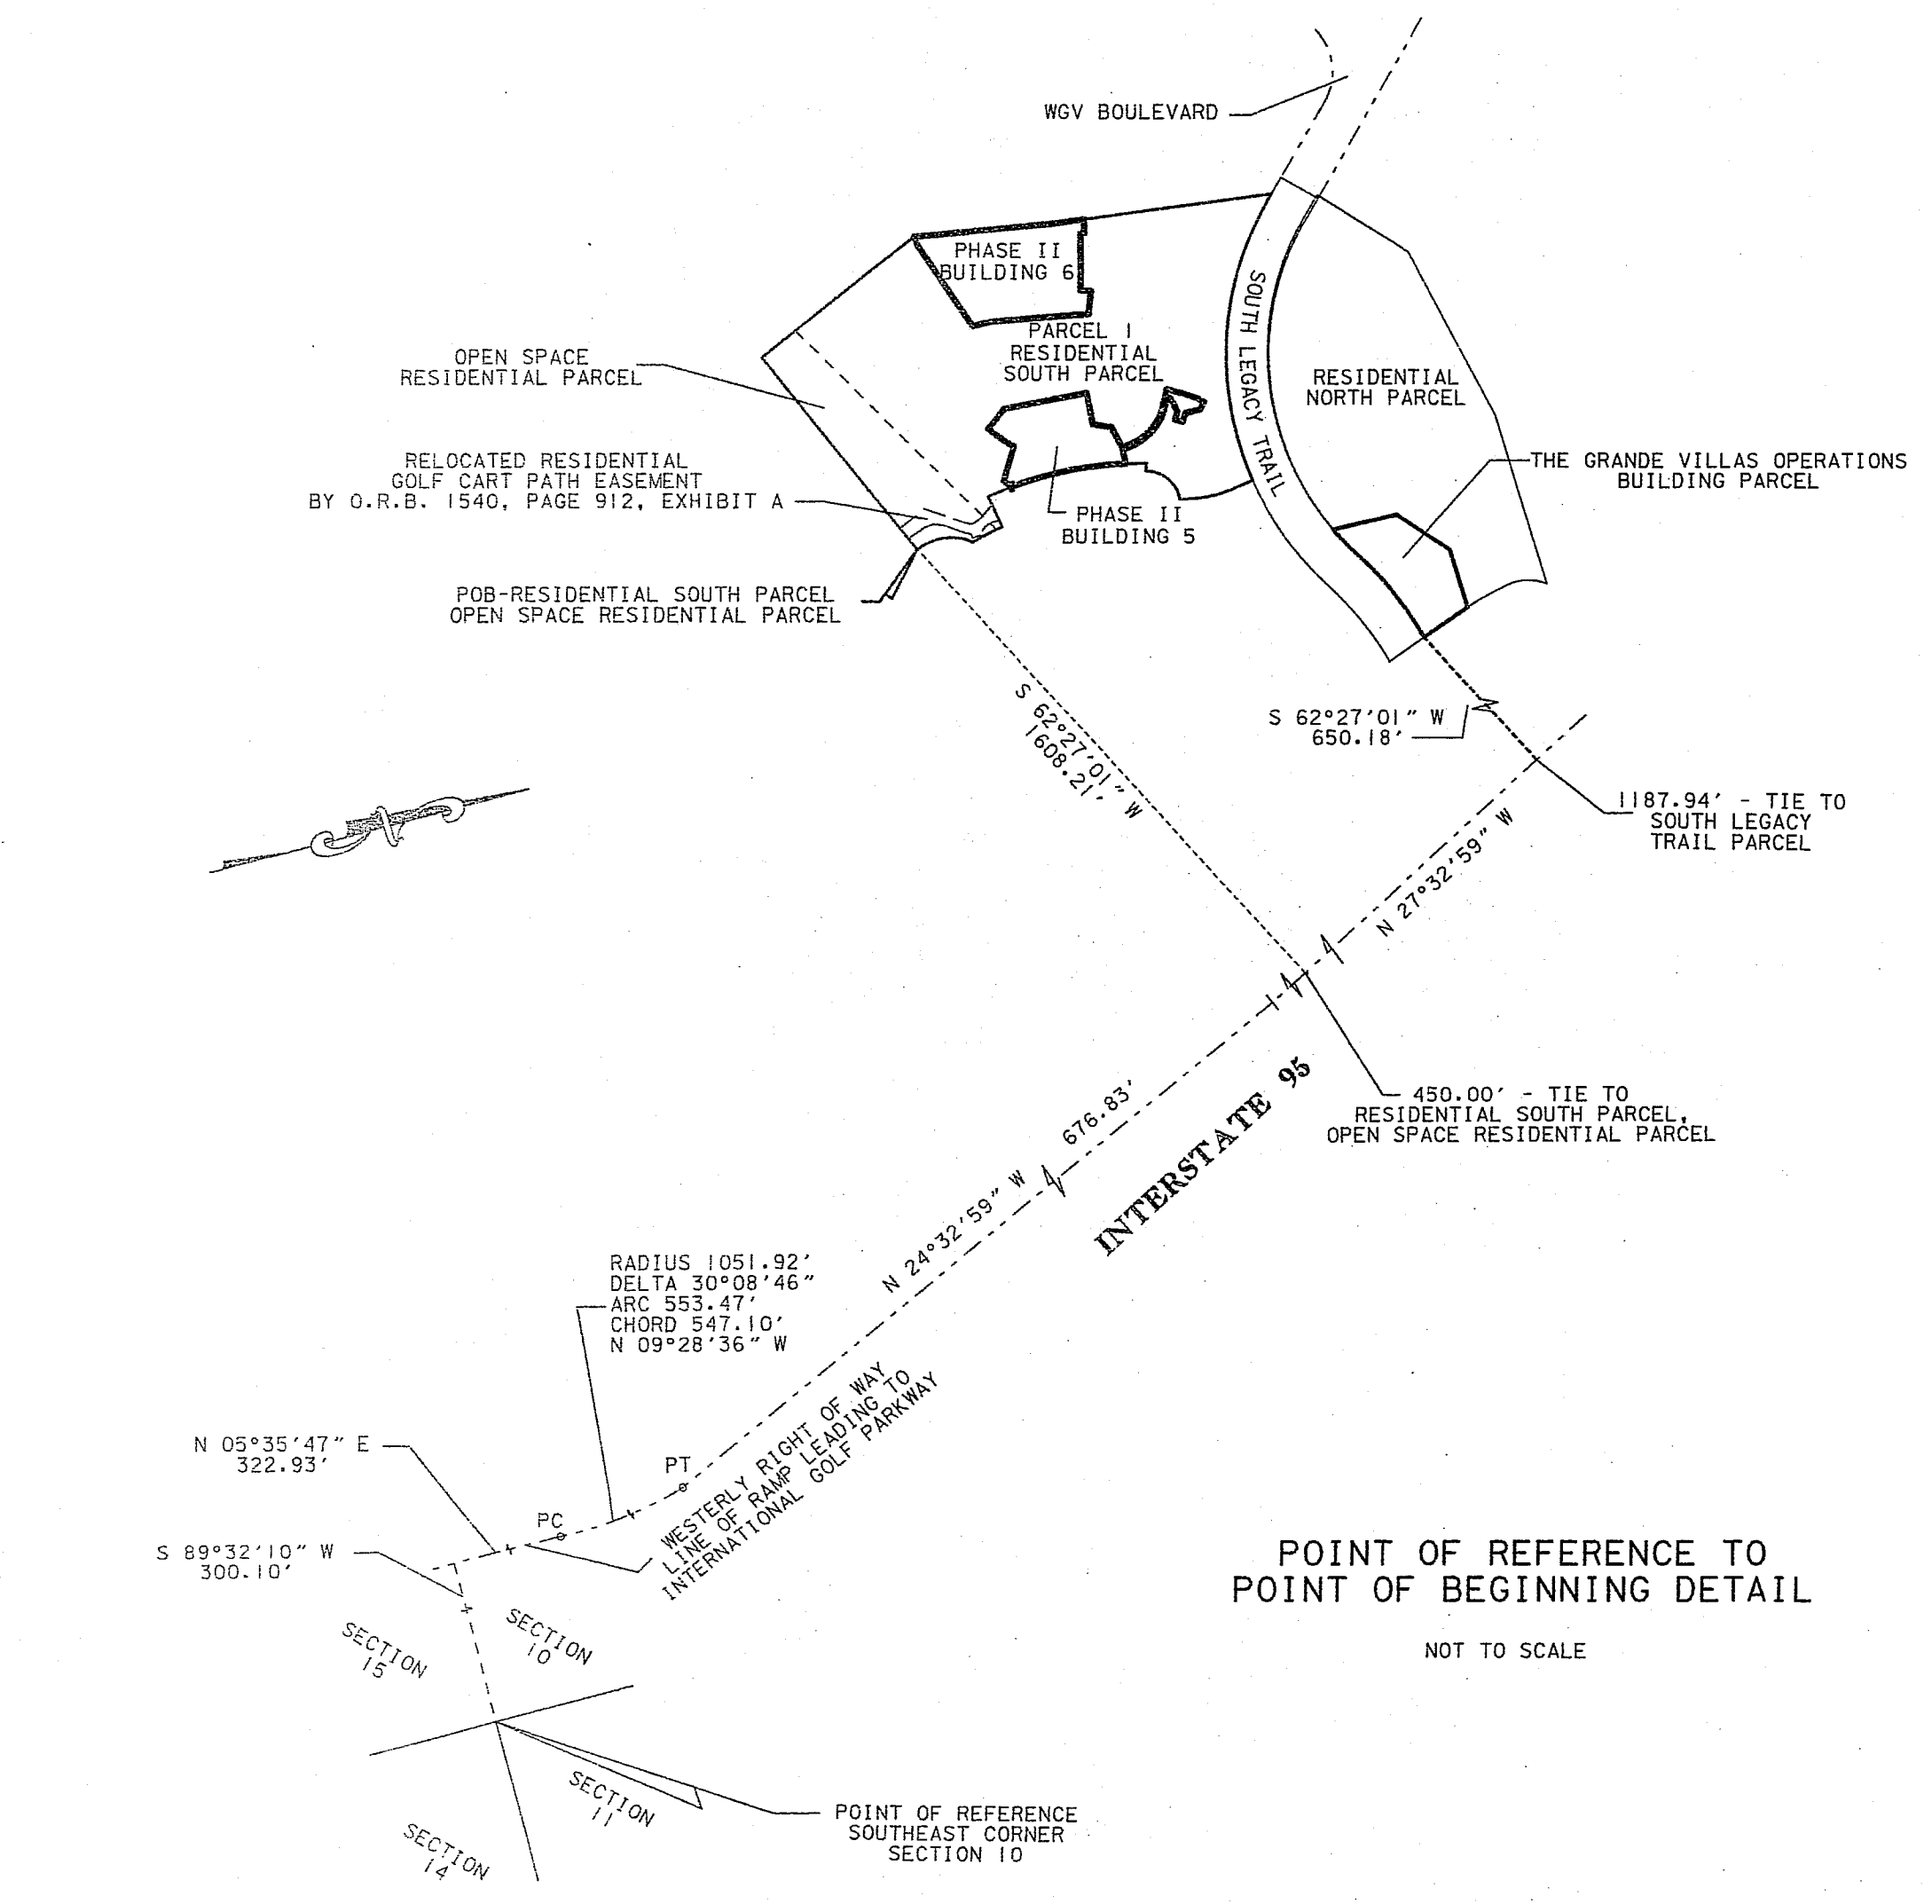 WGV BOULEVARD
PHASE II
BUILDING 6
PARCEL 1
RESIDENTIAL
SOUTH PARCEL
SOUTH LEGACY TRAIL
OPEN SPACE
RESIDENTIAL PARCEL
RESIDENTIAL
NORTH PARCEL
RELOCATED RESIDENTIAL
GOLF CART PATH EASEMENT
BY O.R.B. 1540, PAGE 912, EXHIBIT A
THE GRANDE VILLAS OPERATIONS
BUILDING PARCEL
PHASE II
BUILDING 5
POB-RESIDENTIAL SOUTH PARCEL
OPEN SPACE RESIDENTIAL PARCEL
S 62°27'01" W
1608.21'
S 62°27'01" W
650.18'
1187.94' - TIE TO
SOUTH LEGACY
TRAIL PARCEL
N 27°32'59" W
450.00' - TIE TO
RESIDENTIAL SOUTH PARCEL,
OPEN SPACE RESIDENTIAL PARCEL
676.83'
INTERSTATE 95
N 24°32'59" W
RADIUS 1051.92'
DELTA 30°08'46"
ARC 553.47'
CHORD 547.10'
N 09°28'36" W
WESTERLY RIGHT OF WAY
LINE OF RAMP LEADING TO
INTERNATIONAL GOLF PARKWAY
N 05°35'47" E
322.93'
PT
PC
S 89°32'10" W
300.10'
SECTION
15
SECTION
10
SECTION
11
SECTION
14
POINT OF REFERENCE
SOUTHEAST CORNER
SECTION 10
POINT OF REFERENCE TO
POINT OF BEGINNING DETAIL
NOT TO SCALE